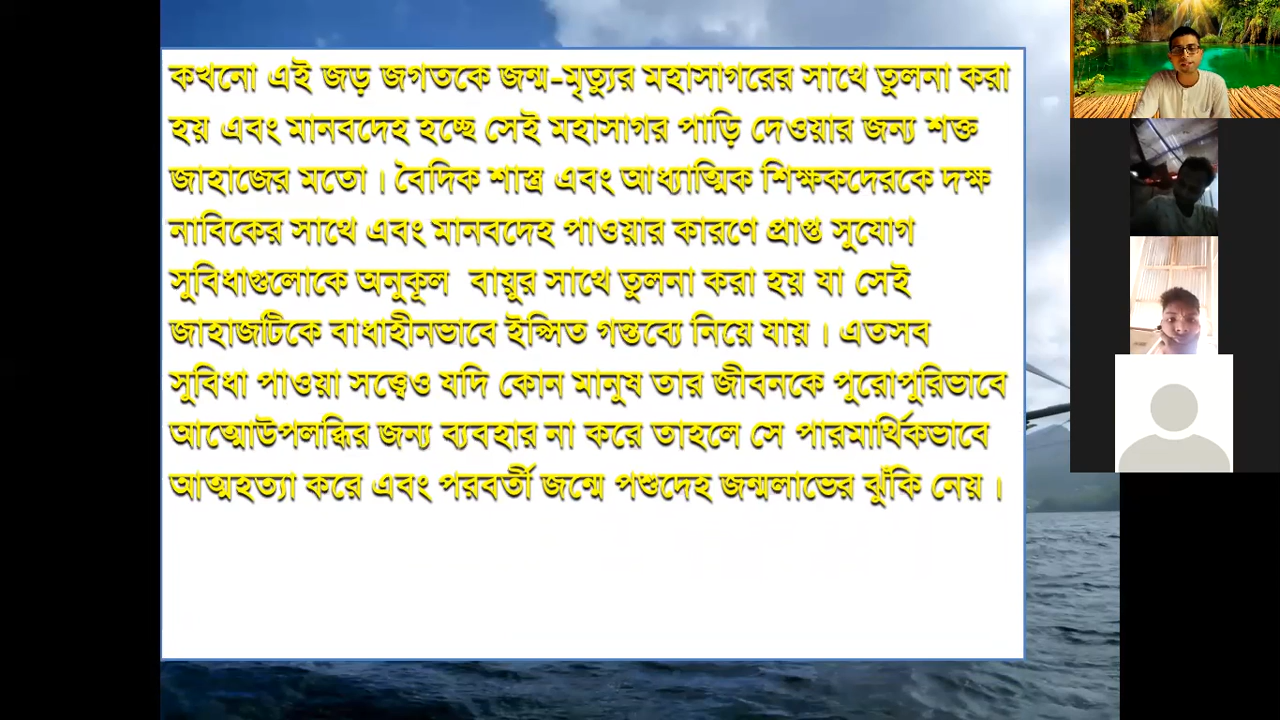 কখনো এই জড় জগতকে জন্ম-মৃত্যুর মহাসাগরের সাথে তুলনা করা
হয় এবং মানবদেহ হচ্ছে সেই মহাসাগর পাড়ি দেওয়ার জন্য শক্ত
জাহাজের মতো । বৈদিক শাস্ত্র এবং আধ্যাত্মিক শিক্ষকদেরকে দক্ষ
নাবিকের সাথে এবং মানবদেহ পাওয়ার কারণে প্রাপ্ত সুযোগ
সুবিধাগুলোকে অনুকূল বায়ুর সাথে তুলনা করা হয় যা সেই
জাহাজটিকে বাধাহীনভাবে ইপ্সিত গন্তব্যে নিয়ে যায় । এতসব
সুবিধা পাওয়া সত্ত্বেও যদি কোন মানুষ তার জীবনকে পুরোপুরিভাবে
আত্মোউপলব্ধির জন্য ব্যবহার না করে তাহলে সে পারমার্থিকভাবে
আত্মহত্যা করে এবং পরবর্তী জন্মে পশুদেহ জন্মলাভের ঝুঁকি নেয় ।